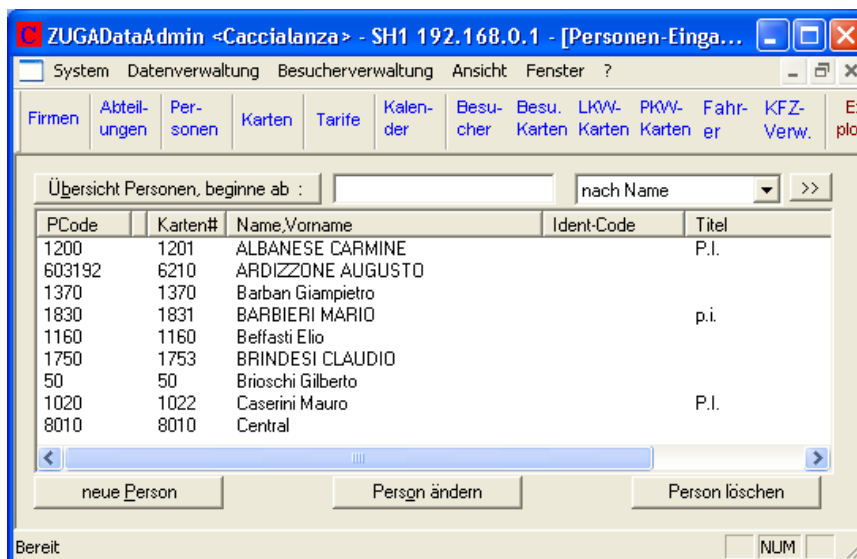 C ZUGADataAdmin <Caccialanza> - SH1 192.168.0.1 - [Personen-Einga...
System Datenverwaltung Besucherverwaltung Ansicht Fenster ?
Firmen Abteil-ungen Per-sonen Karten Tarife Kalen-der Besu-cher Besu. Karten LKW-Karten PKW-Karten Fahr-er KFZ-Verw.
Übersicht Personen, beginne ab : nach Name >>
PCode Karten# Name,Vorname Ident-Code Titel
1200 1201 ALBANESE CARMINE P.I.
603192 6210 ARDIZZONE AUGUSTO
1370 1370 Barban Giampietro
1830 1831 BARBIERI MARIO p.i.
1160 1160 Beffasti Elio
1750 1753 BRINDESI CLAUDIO
50 50 Brioschi Gilberto
1020 1022 Caserini Mauro P.I.
8010 8010 Central
neue Person Person ändern Person löschen
Bereit NUM